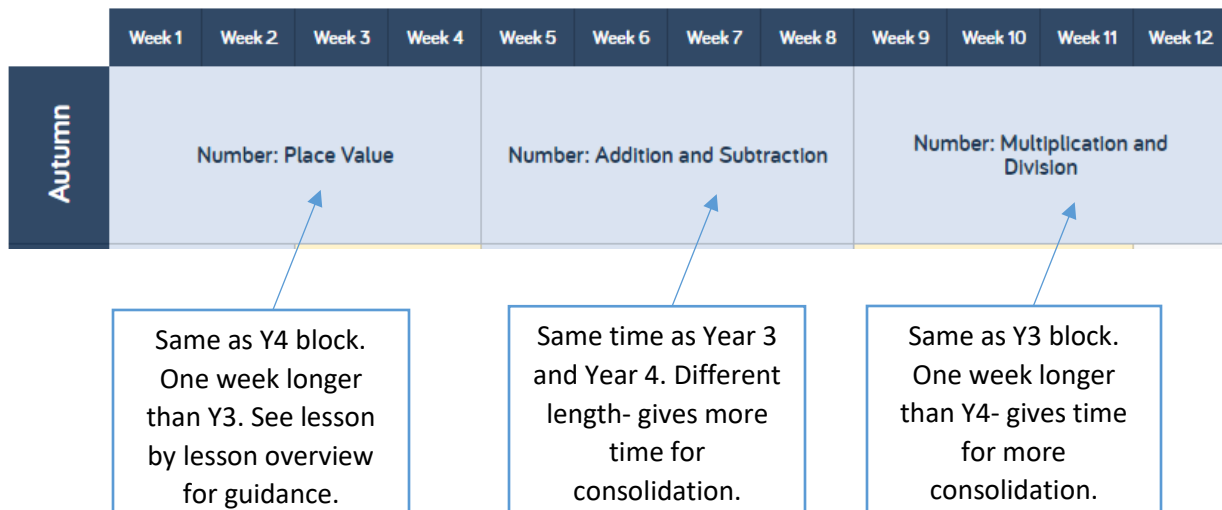 Week 1 Week 2 Week 3 Week 4 Week 5 Week 6 Week 7 Week 8 Week 9 Week 10 Week 11 Week 12
Autumn
Number: Place Value
Number: Addition and Subtraction
Number: Multiplication and
Division
Same as Y4 block.
One week longer
than Y3. See lesson
by lesson overview
for guidance.
Same time as Year 3
and Year 4. Different
length- gives more
time for
consolidation.
Same as Y3 block.
One week longer
than Y4- gives time
for more
consolidation.